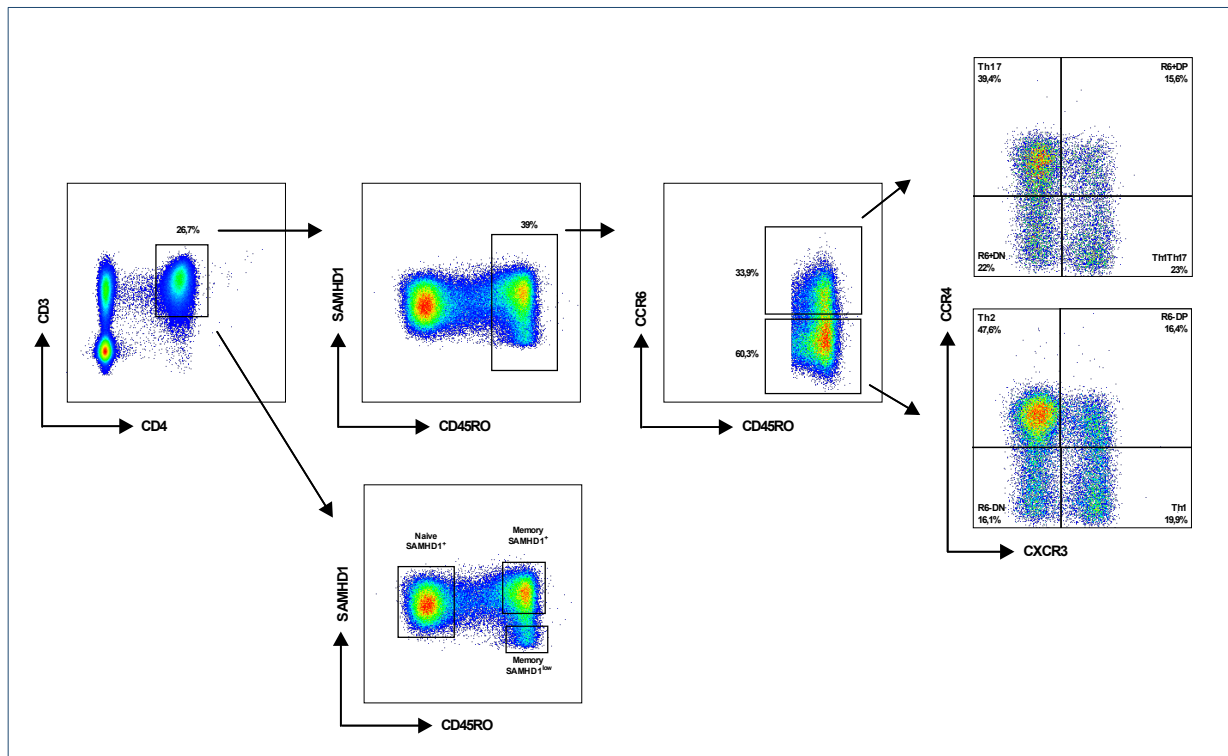 Th17
39,4%
R6+DP
15,6%
R6+DN
22%
Th1Th17
23%
26,7%
CD3
CD4
39%
SAMHD1
CD45RO
33,9%
60,3%
CCR6
CD45RO
CCR4
Th2
47,6%
R6-DP
16,4%
R6-DN
16,1%
Th1
19,9%
CXCR3
Naive
SAMHD1⁺
Memory
SAMHD1⁺
Memory
SAMHD1ˡᵒʷ
SAMHD1
CD45RO